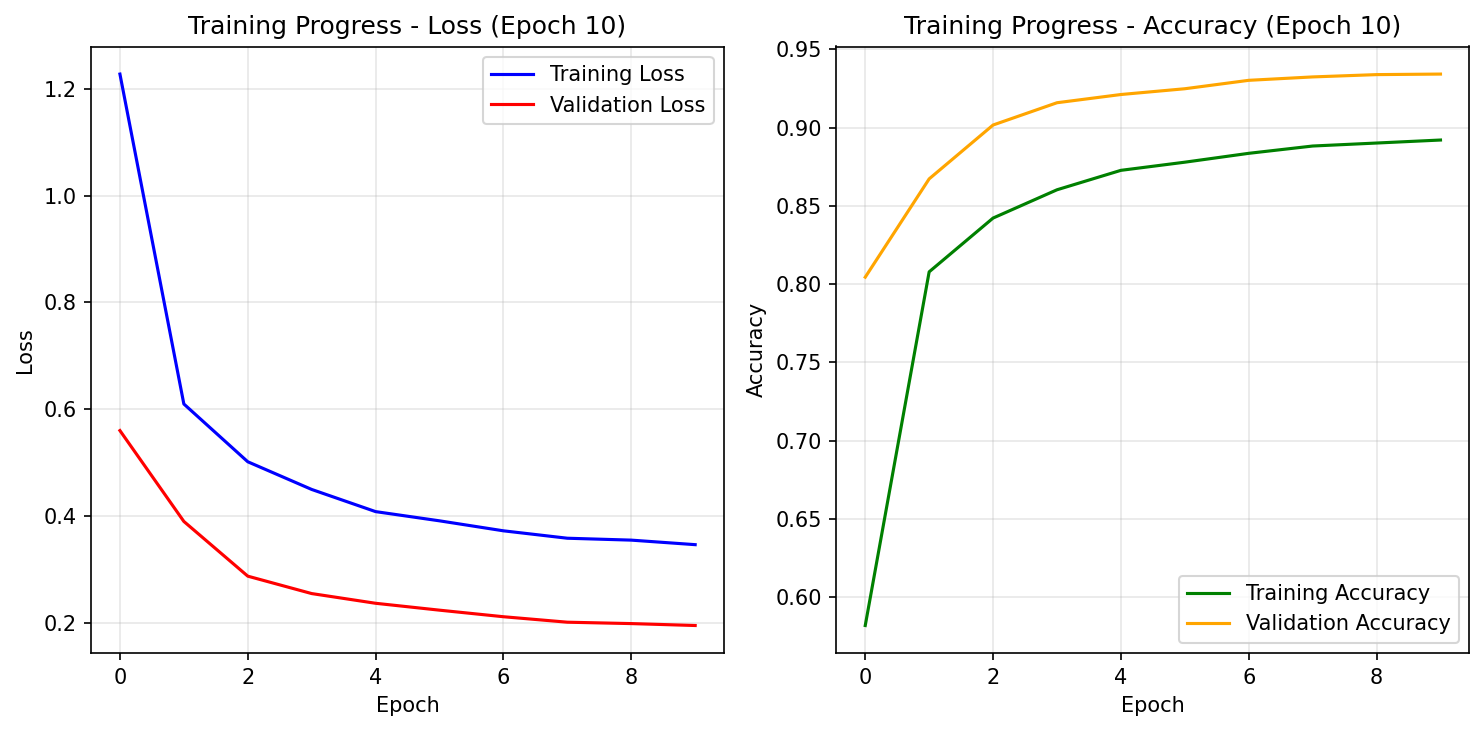 Training Progress - Loss (Epoch 10)
Training Loss
Validation Loss
1.2
1.0
0.8
0.6
0.4
0.2
Loss
0 2 4 6 8
Epoch
Training Progress - Accuracy (Epoch 10)
0.95
0.90
0.85
0.80
0.75
0.70
0.65
0.60
Accuracy
Training Accuracy
Validation Accuracy
0 2 4 6 8
Epoch